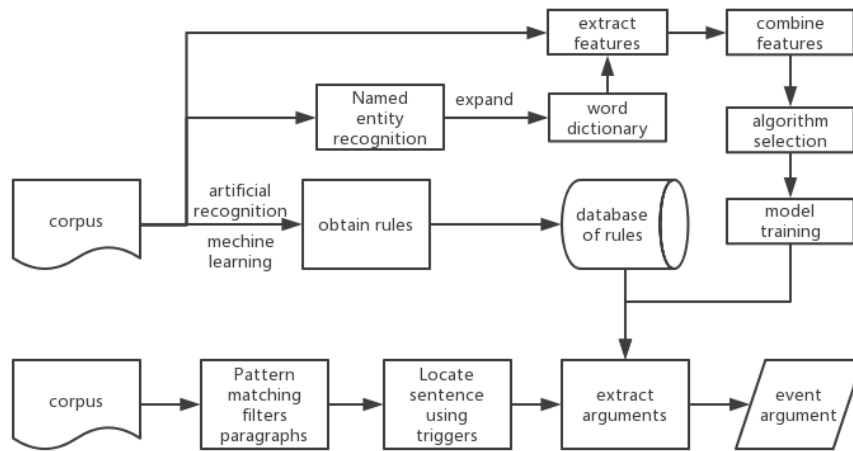 extract
features
combine
features
Named
entity
recognition
expand
word
dictionary
algorithm
selection
corpus
artificial
recognition
mechine
learning
obtain rules
database
of rules
model
training
corpus
Pattern
matching
filters
paragraphs
Locate
sentence
using
triggers
extract
arguments
event
argument